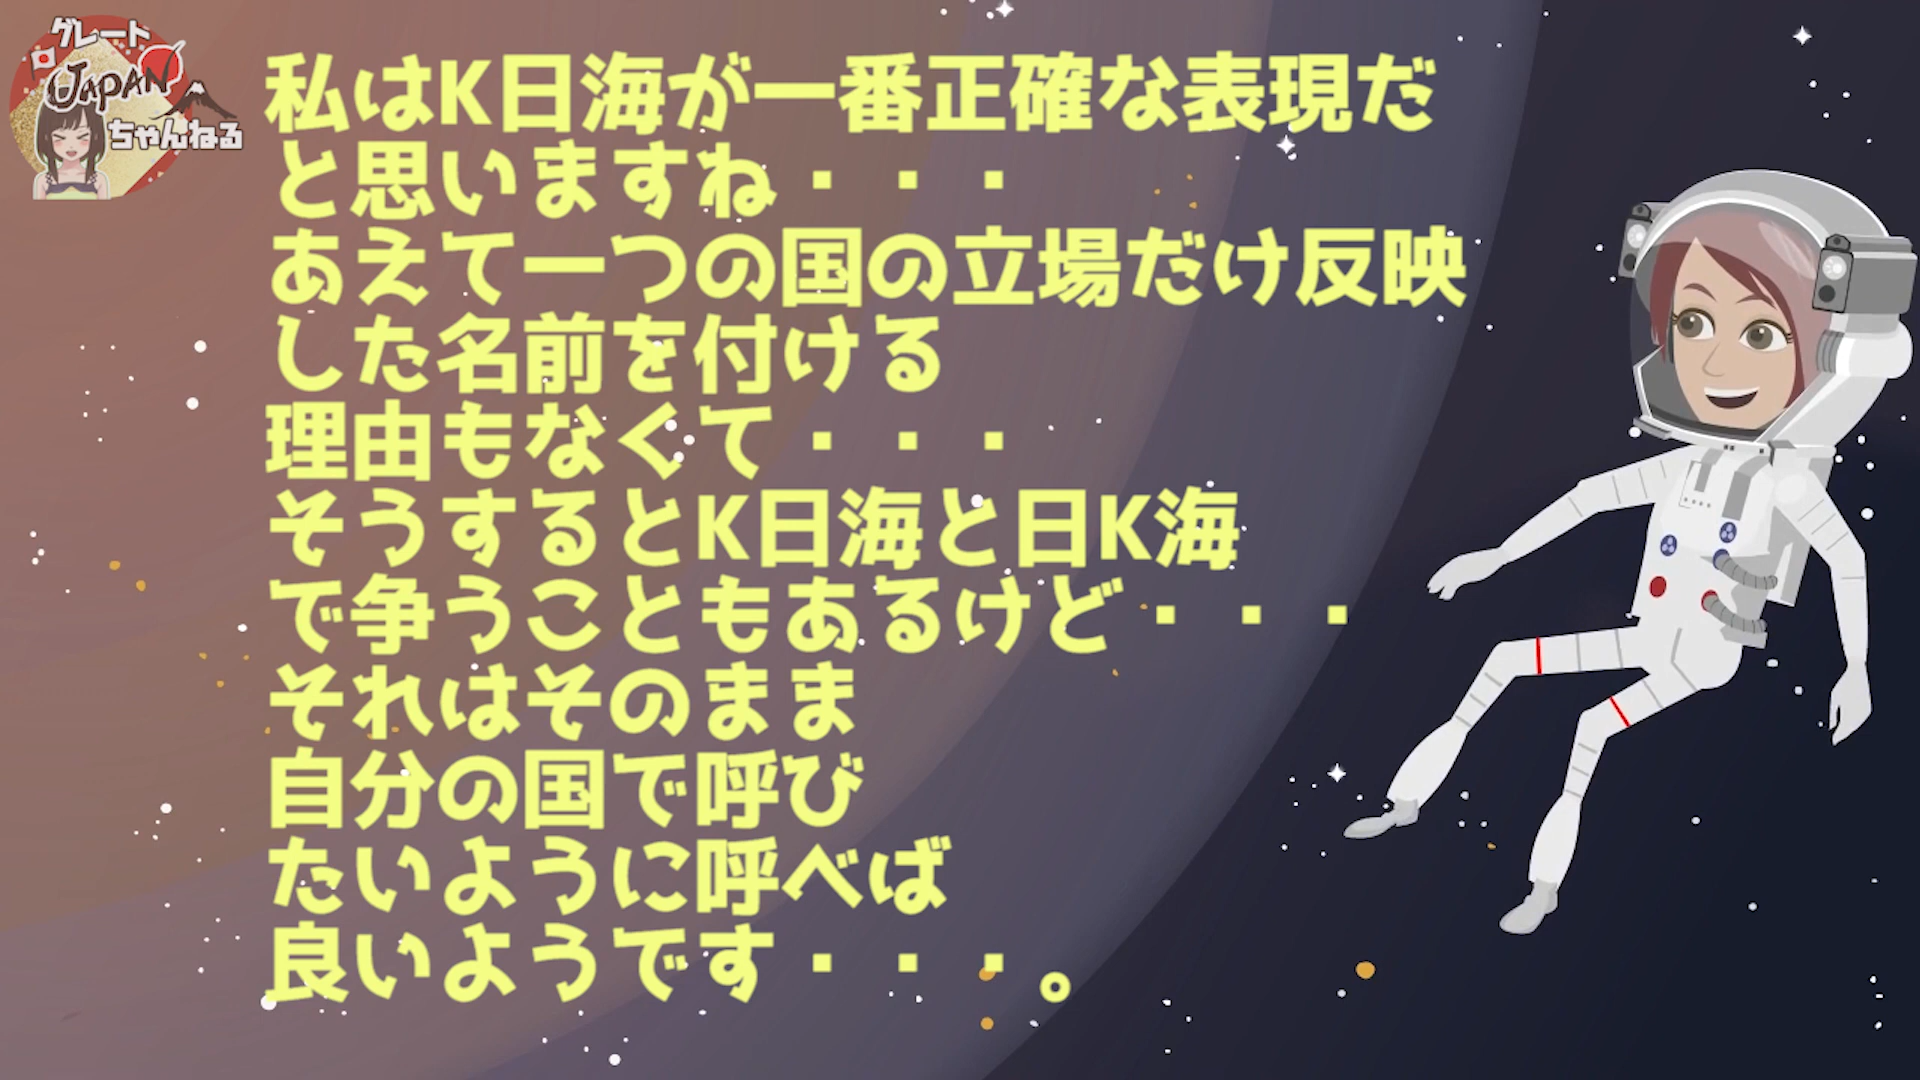 グレート
JAPAN
ちゃんねる
私はK日海が一番正確な表現だ
と思いますね・・・
あえて一つの国の立場だけ反映
した名前を付ける
理由もなくて・・・
そうするとK日海と日K海
で争うこともあるけど・・・
それはそのまま
自分の国で呼び
たいように呼べば
良いようです・・・。